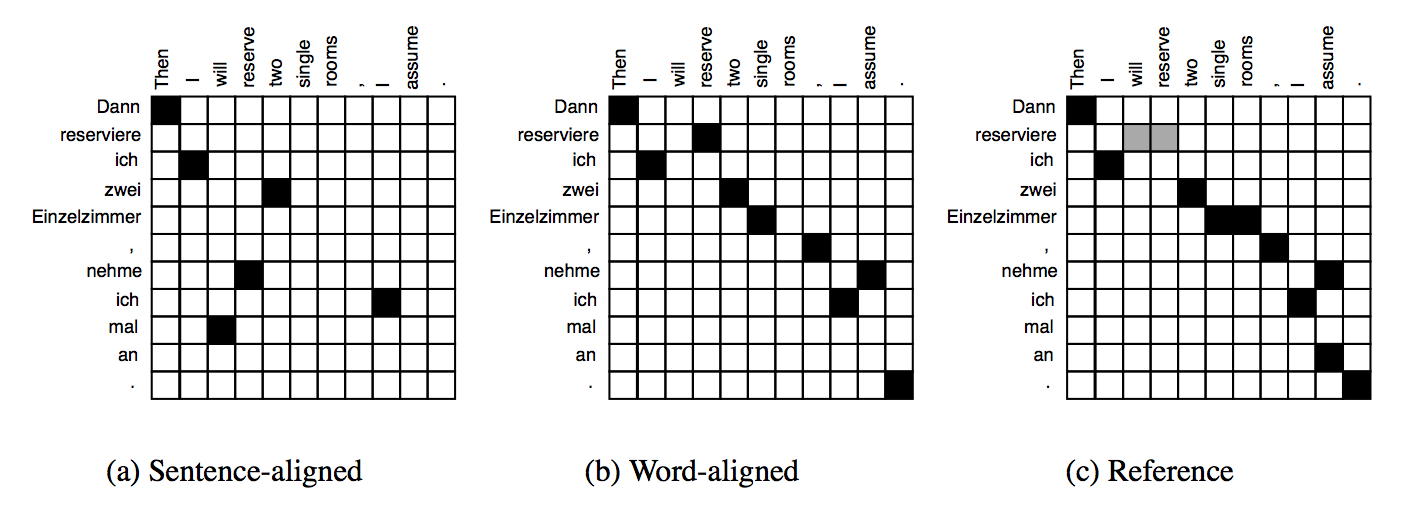 Then I will reserve two single rooms , I assume .
Dann
reserviere
ich
zwei
Einzelzimmer
,
nehme
ich
mal
an
.
(a) Sentence-aligned
Then I will reserve two single rooms , I assume .
Dann
reserviere
ich
zwei
Einzelzimmer
,
nehme
ich
mal
an
.
(b) Word-aligned
Then I will reserve two single rooms , I assume .
Dann
reserviere
ich
zwei
Einzelzimmer
,
nehme
ich
mal
an
.
(c) Reference